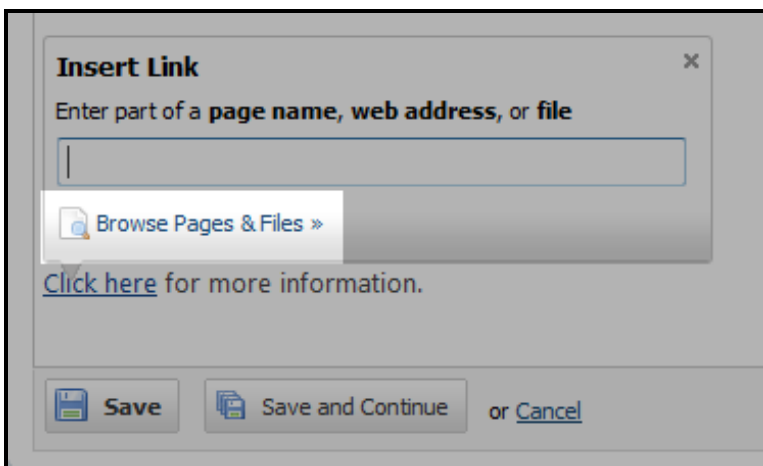 Insert Link
Enter part of a page name, web address, or file
Browse Pages & Files »
Click here for more information.
Save Save and Continue or Cancel